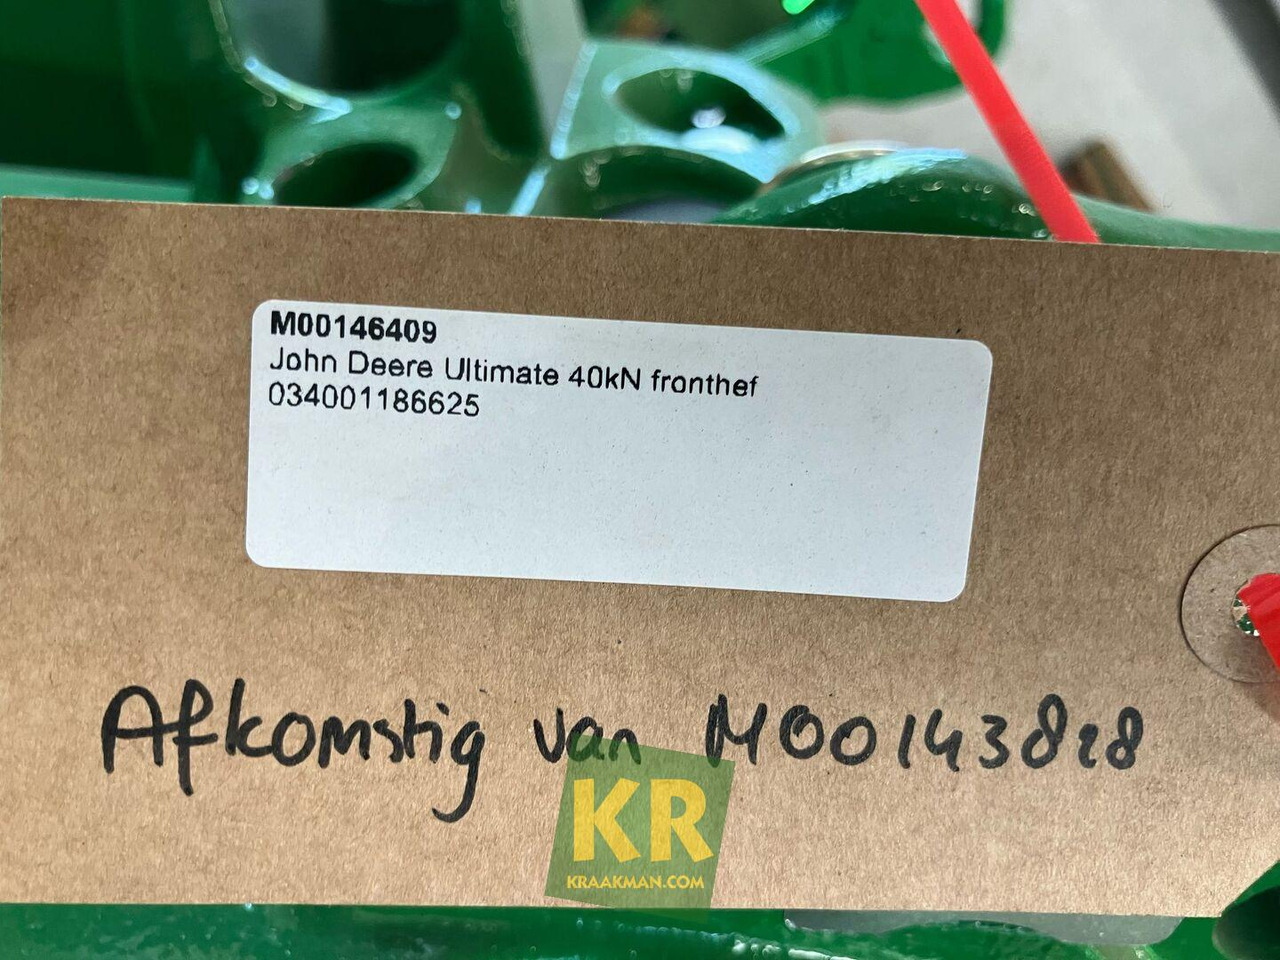 M00146409
John Deere Ultimate 40kN fronthef
034001186625
Afkomstig van M00143828
KR
KRAAKMAN.COM